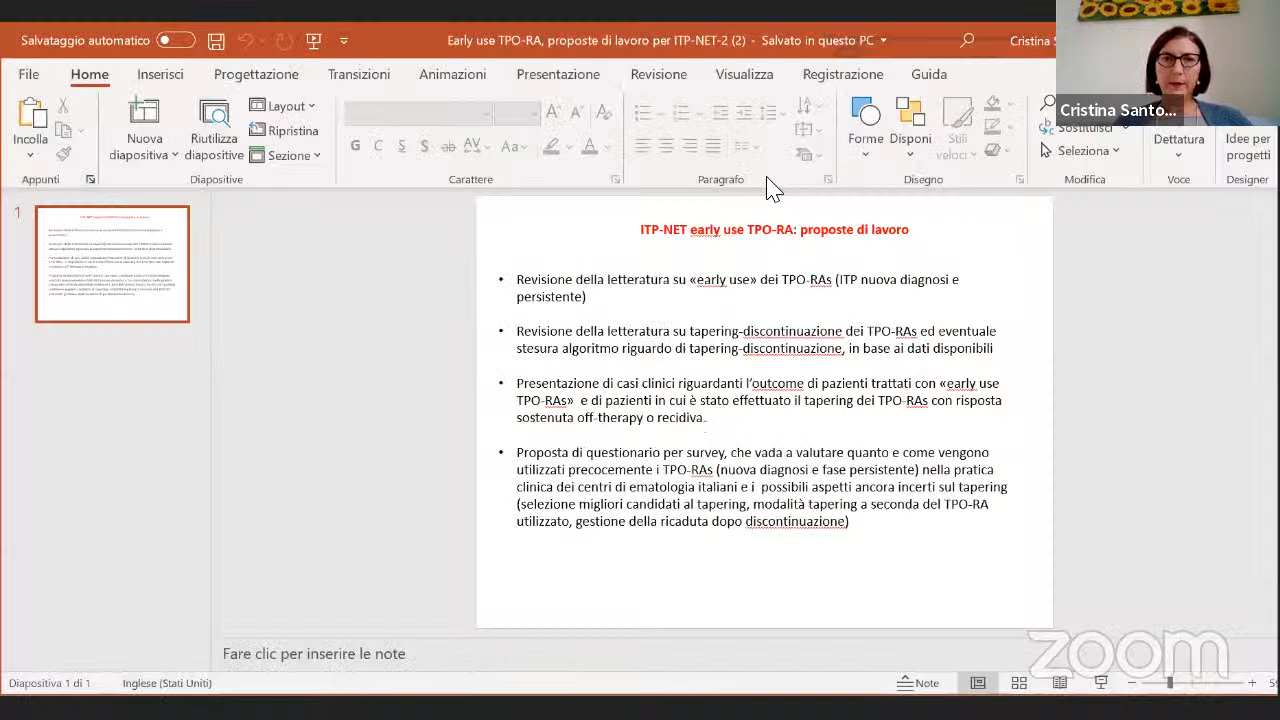 Salvataggio automatico
Early use TPO-RA, proposte di lavoro per ITP-NET-2 (2) - Salvato in questo PC
Cristina
File Home Inserisci Progettazione Transizioni Animazioni Presentazione Revisione Visualizza Registrazione Guida
Cristina Santo...
Incolla
Appunti
Nuova
diapositiva
Riutilizza
diapositive
Layout
Ripristina
Sezione
Diapositive
G C S S ab AV Aa A
Carattere
Paragrafo
Forme
Disponi
Stili
veloci
Disegno
Sostituisci
Seleziona
Modifica
Dettatura
Voce
Idee per
progetti
Designer
1
ITP-NET early use TPO-RA: proposte di lavoro
• Revisione della letteratura su «early use» dei TPO-RAs (ITP nuova diagnosi e
persistente)
• Revisione della letteratura su tapering-discontinuazione dei TPO-RAs ed eventuale
stesura algoritmo riguardo di tapering-discontinuazione, in base ai dati disponibili
• Presentazione di casi clinici riguardanti l'outcome di pazienti trattati con «early use
TPO-RAs» e di pazienti in cui è stato effettuato il tapering dei TPO-RAs con risposta
sostenuta off-therapy o recidiva.
• Proposta di questionario per survey, che vada a valutare quanto e come vengono
utilizzati precocemente i TPO-RAs (nuova diagnosi e fase persistente) nella pratica
clinica dei centri di ematologia italiani e i possibili aspetti ancora incerti sul tapering
(selezione migliori candidati al tapering, modalità tapering a seconda del TPO-RA
utilizzato, gestione della ricaduta dopo discontinuazione)
Fare clic per inserire le note
zoom
Diapositiva 1 di 1 Inglese (Stati Uniti)
Note